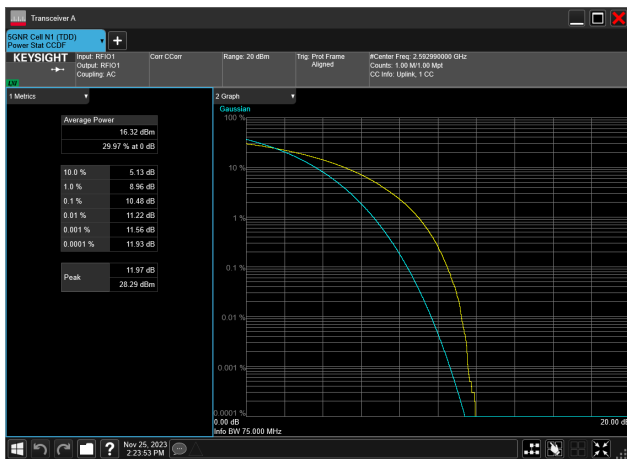 Transceiver A
5GNR Cell N1 (TDD)
Power Stat CCDF
KEYSIGHT
LXI
Input: RFIO1
Output: RFIO1
Coupling: AC
Corr CCorr
Range: 20 dBm
Trig: Prot Frame
Aligned
#Center Freq: 2.592990000 GHz
Counts: 1.00 M/1.00 Mpt
CC Info: Uplink, 1 CC
1 Metrics
Average Power
16.32 dBm
29.97 % at 0 dB
10.0 % 5.13 dB
1.0 % 8.96 dB
0.1 % 10.48 dB
0.01 % 11.22 dB
0.001 % 11.56 dB
0.0001 % 11.93 dB
Peak
11.97 dB
28.29 dBm
2 Graph
Gaussian
100 %
10 %
1 %
0.1 %
0.01 %
0.001 %
0.0001 %
0.00 dB
20.00 dB
Info BW 75.000 MHz
?
Nov 25, 2023
2:23:53 PM